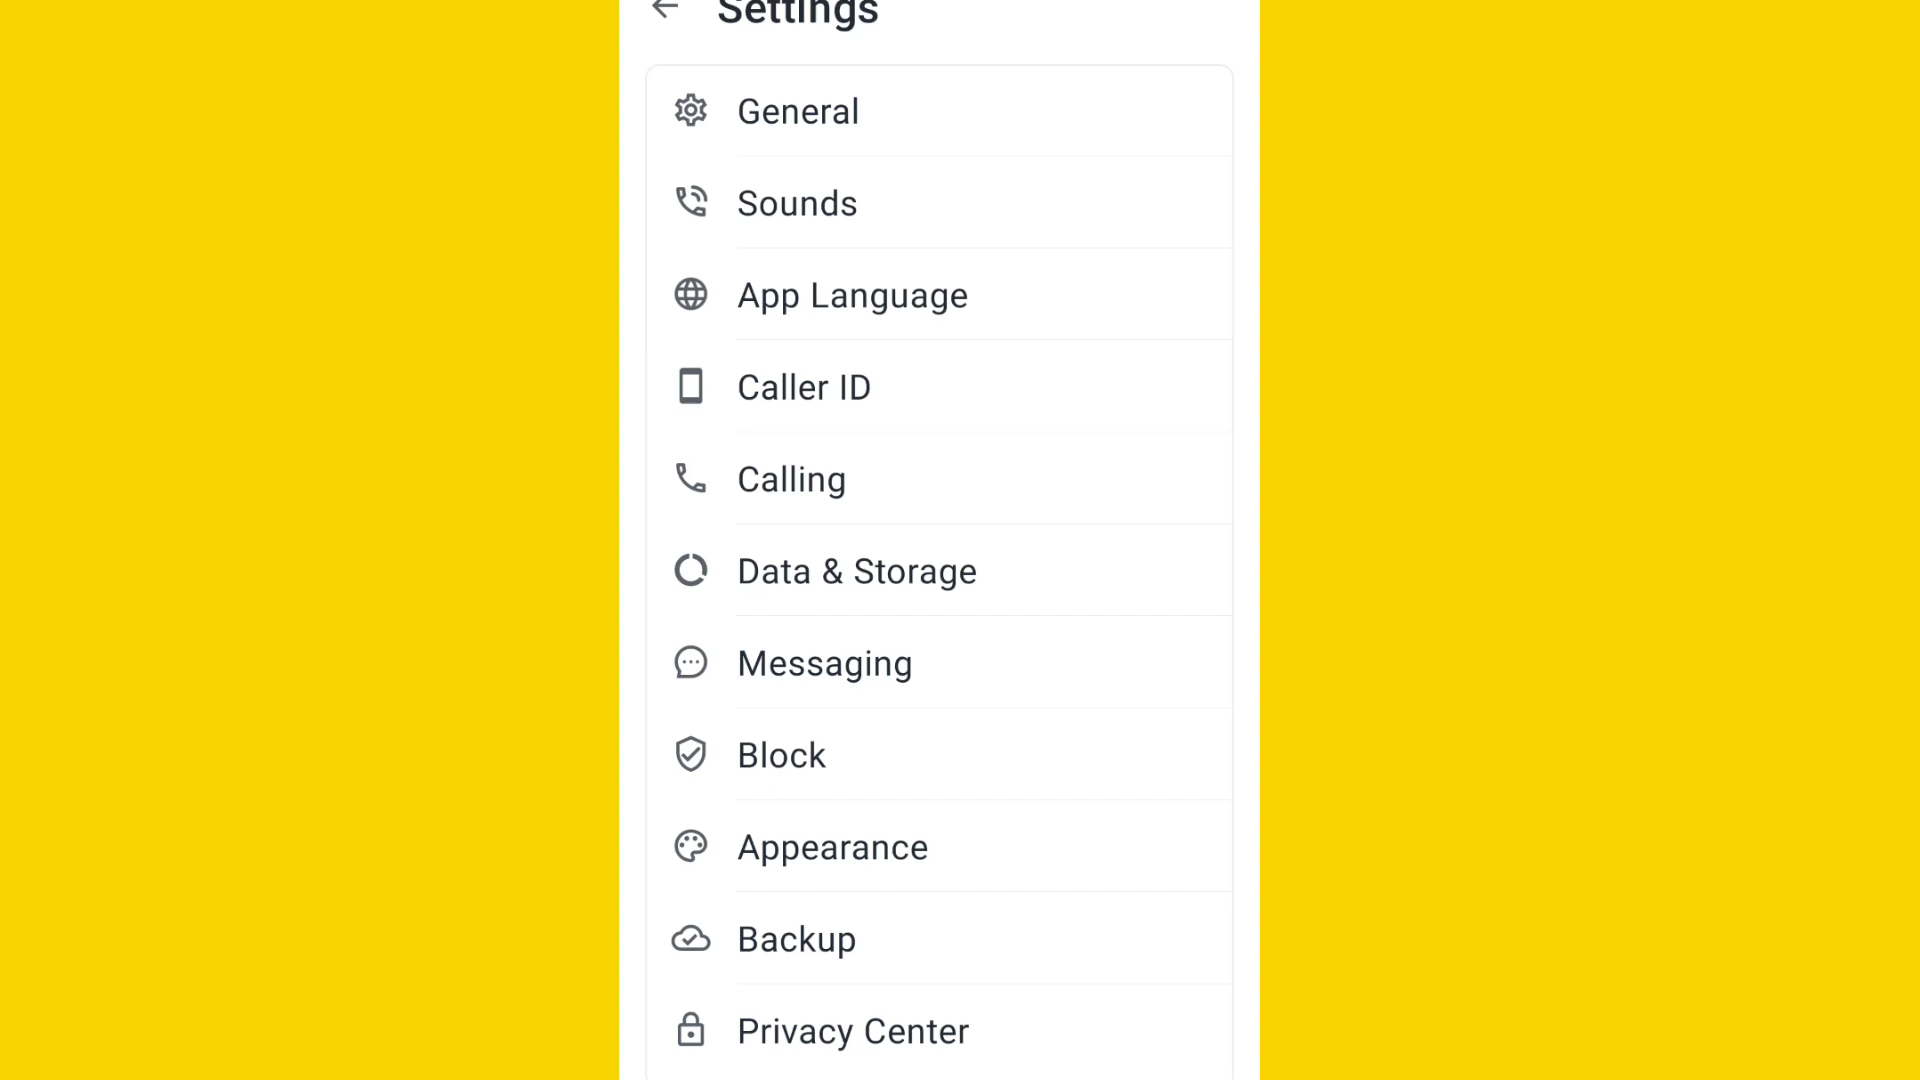 Settings
General
Sounds
App Language
Caller ID
Calling
Data & Storage
Messaging
Block
Appearance
Backup
Privacy Center